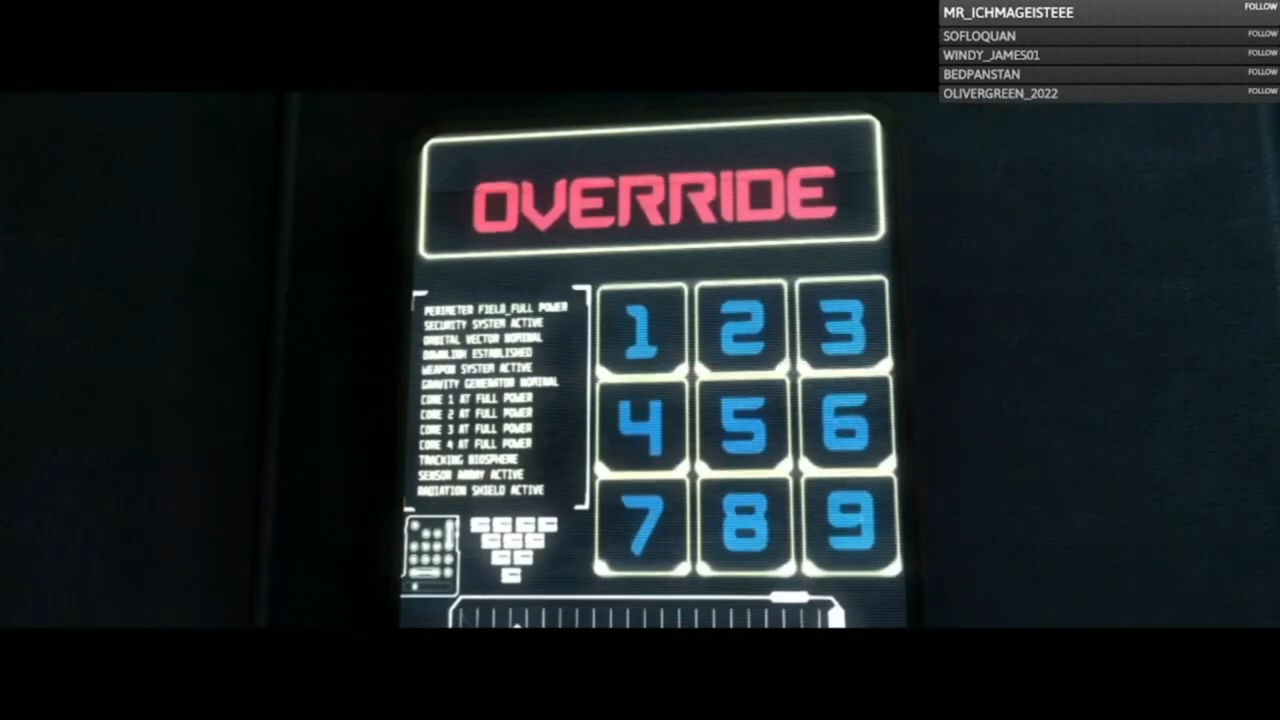 MR_ICHMAGEISTEEE FOLLOW
SOFLOQUAN FOLLOW
WINDY_JAMES01 FOLLOW
BEDPANSTAN FOLLOW
OLIVERGREEN_2022 FOLLOW
OVERRIDE
PERIMETER FIELD_FULL POWER
SECURITY SYSTEM ACTIVE
ORBITAL VECTOR NOMINAL
DOWNLINK ESTABLISHED
WEAPON SYSTEM ACTIVE
GRAVITY GENERATOR NOMINAL
CORE 1 AT FULL POWER
CORE 2 AT FULL POWER
CORE 3 AT FULL POWER
CORE 4 AT FULL POWER
TRACKING BIOSPHERE
SENSOR ARRAY ACTIVE
RADIATION SHIELD ACTIVE
1 2 3
4 5 6
7 8 9